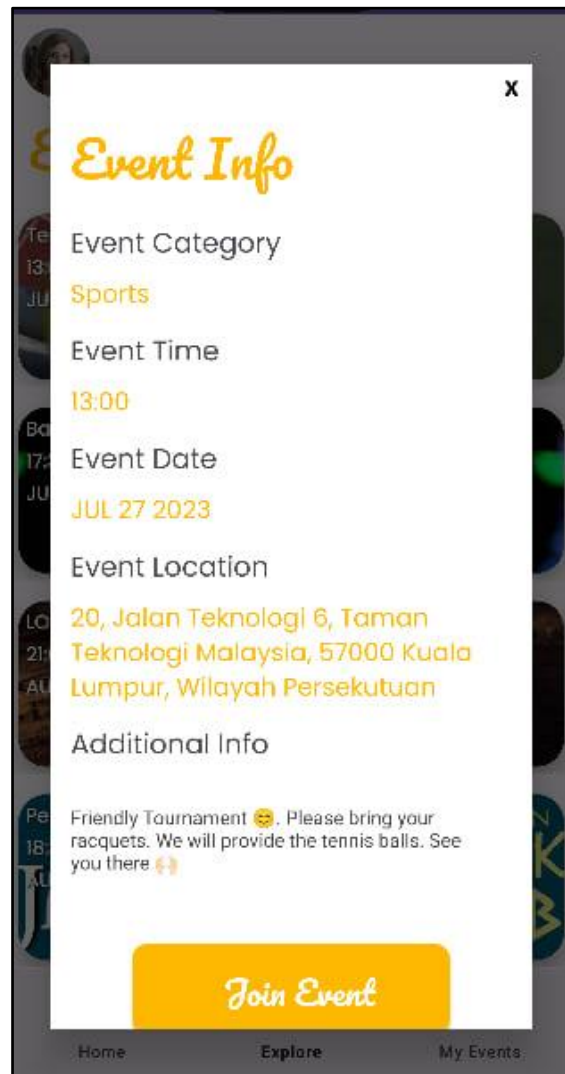 X
Event Info
Event Category
Sports
Event Time
13:00
Event Date
JUL 27 2023
Event Location
20, Jalan Teknologi 6, Taman
Teknologi Malaysia, 57000 Kuala
Lumpur, Wilayah Persekutuan
Additional Info
Friendly Tournament 😊. Please bring your
racquets. We will provide the tennis balls. See
you there 🙌🏻
Join Event
Home Explore My Events